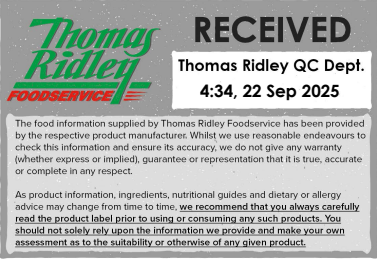 Thomas
Ridley
FOODSERVICE
RECEIVED
Thomas Ridley QC Dept.
4:34, 22 Sep 2025
The food information supplied by Thomas Ridley Foodservice has been provided
by the respective product manufacturer. Whilst we use reasonable endeavours to
check this information and ensure its accuracy, we do not give any warranty
(whether express or implied), guarantee or representation that it is true, accurate
or complete in any respect.
As product information, ingredients, nutritional guides and dietary or allergy
advice may change from time to time, we recommend that you always carefully
read the product label prior to using or consuming any such products. You
should not solely rely upon the information we provide and make your own
assessment as to the suitability or otherwise of any given product.